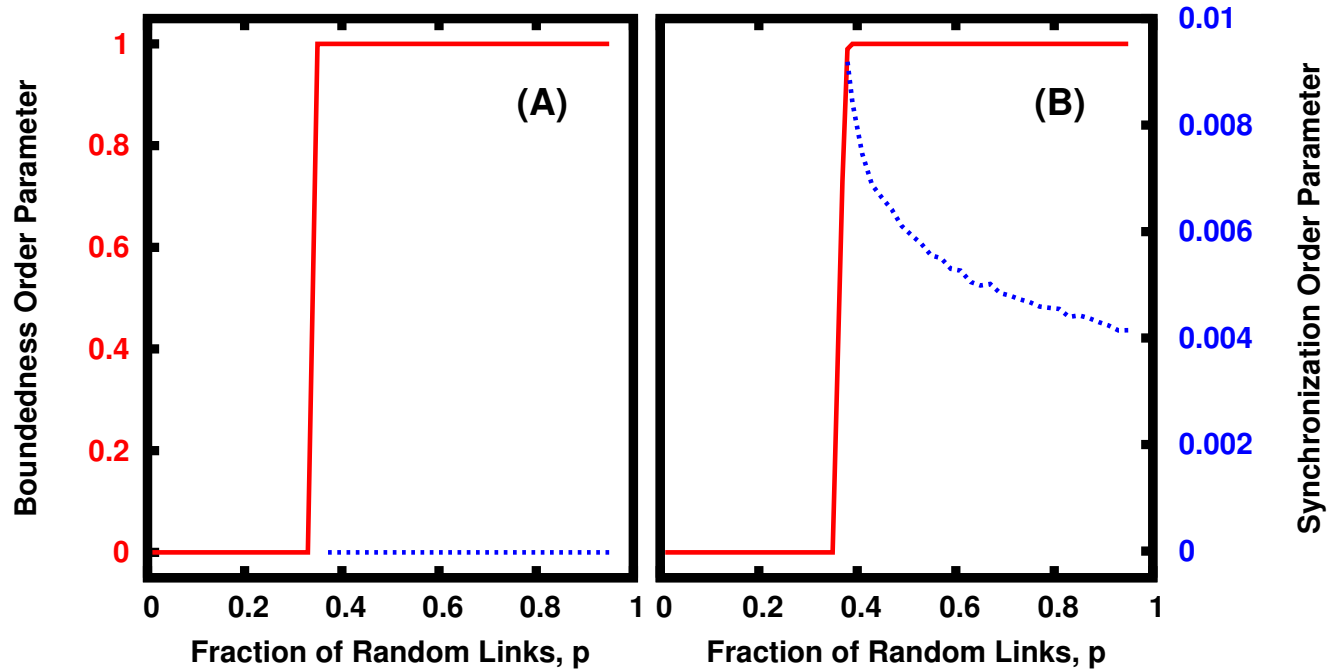 Boundedness Order Parameter
1
0.8
0.6
0.4
0.2
0
(A)
0 0.2 0.4 0.6 0.8 1
Fraction of Random Links, p
(B)
0 0.2 0.4 0.6 0.8 1
Fraction of Random Links, p
0.01
0.008
0.006
0.004
0.002
0
Synchronization Order Parameter